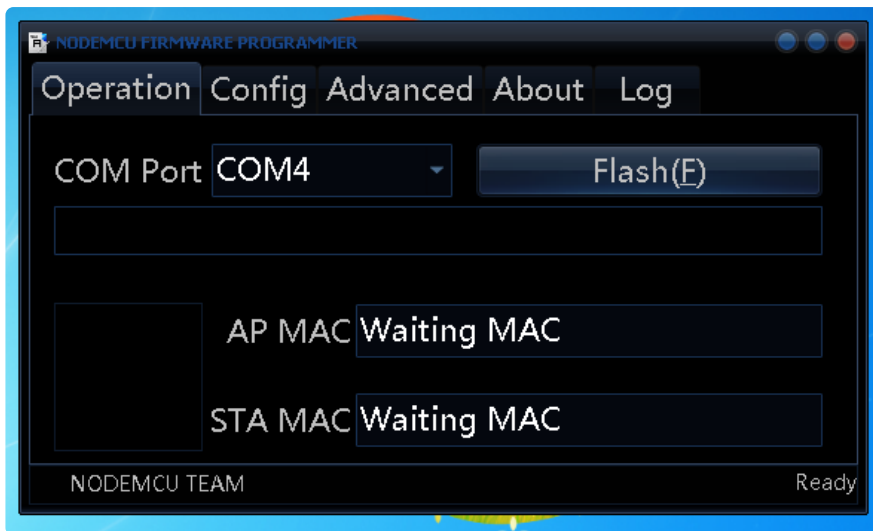 NODEMCU FIRMWARE PROGRAMMER
Operation Config Advanced About Log
COM Port COM4 Flash(F)
AP MAC Waiting MAC
STA MAC Waiting MAC
NODEMCU TEAM Ready